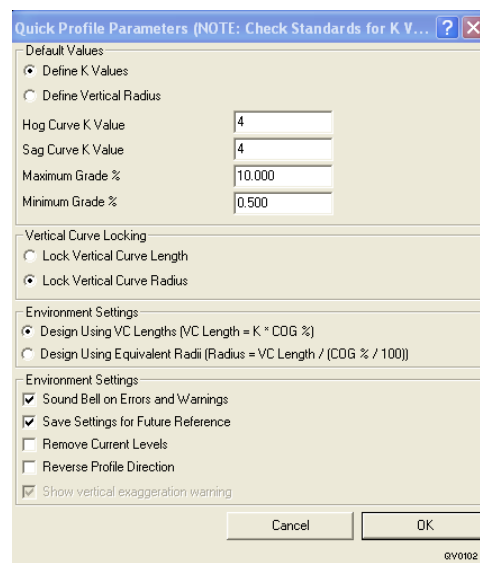 Quick Profile Parameters (NOTE: Check Standards for K V...
Default Values
Define K Values
Define Vertical Radius
Hog Curve K Value 4
Sag Curve K Value 4
Maximum Grade % 10.000
Minimum Grade % 0.500
Vertical Curve Locking
Lock Vertical Curve Length
Lock Vertical Curve Radius
Environment Settings
Design Using VC Lengths (VC Length = K * COG %)
Design Using Equivalent Radii (Radius = VC Length / (COG % / 100))
Environment Settings
Sound Bell on Errors and Warnings
Save Settings for Future Reference
Remove Current Levels
Reverse Profile Direction
Show vertical exaggeration warning
Cancel OK
QV0102